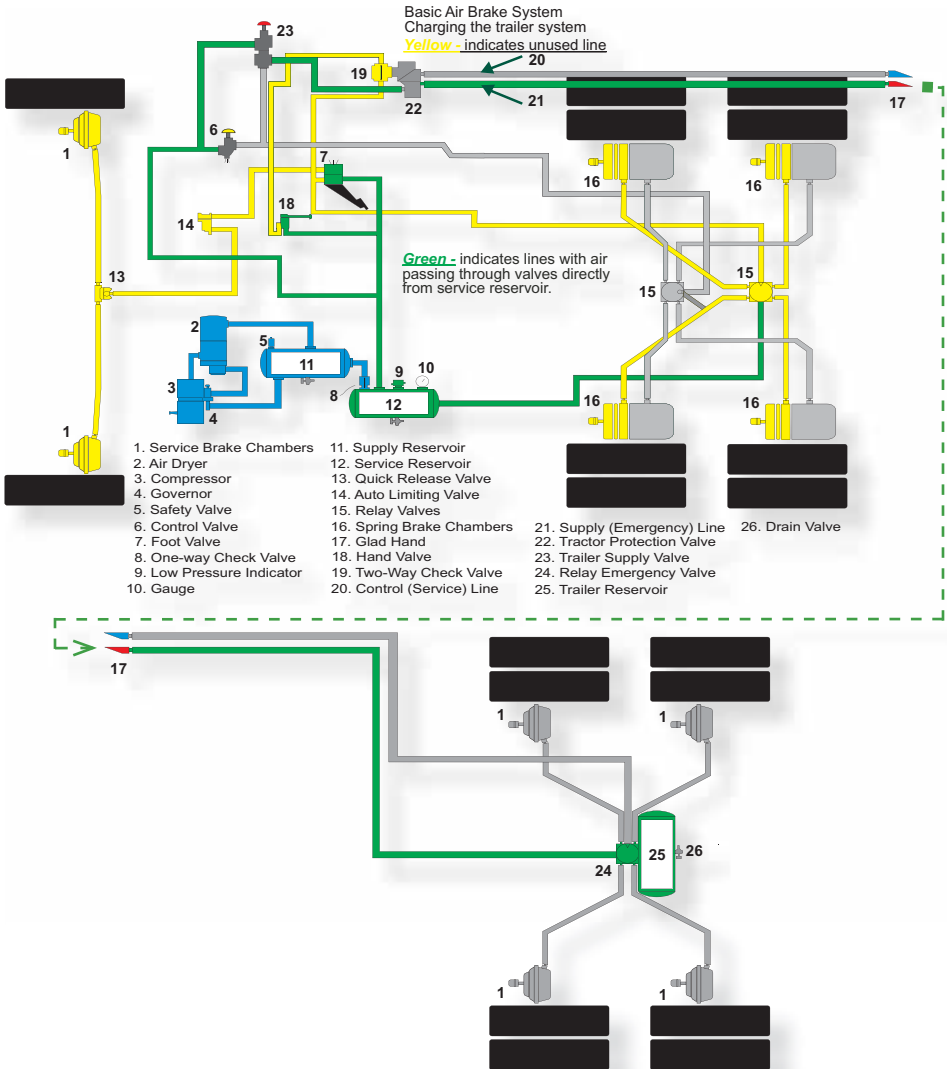 Basic Air Brake System
Charging the trailer system
Yellow - indicates unused line
23
20
19
22
21
17
1
6
7
16
16
18
14
Green - indicates lines with air
passing through valves directly
from service reservoir.
13
15
15
2
5
11
9
10
3
8
12
4
16
16
1
1. Service Brake Chambers
2. Air Dryer
3. Compressor
4. Governor
5. Safety Valve
6. Control Valve
7. Foot Valve
8. One-way Check Valve
9. Low Pressure Indicator
10. Gauge
11. Supply Reservoir
12. Service Reservoir
13. Quick Release Valve
14. Auto Limiting Valve
15. Relay Valves
16. Spring Brake Chambers
17. Glad Hand
18. Hand Valve
19. Two-Way Check Valve
20. Control (Service) Line
21. Supply (Emergency) Line
22. Tractor Protection Valve
23. Trailer Supply Valve
24. Relay Emergency Valve
25. Trailer Reservoir
26. Drain Valve
17
1
1
24
25
26
1
1